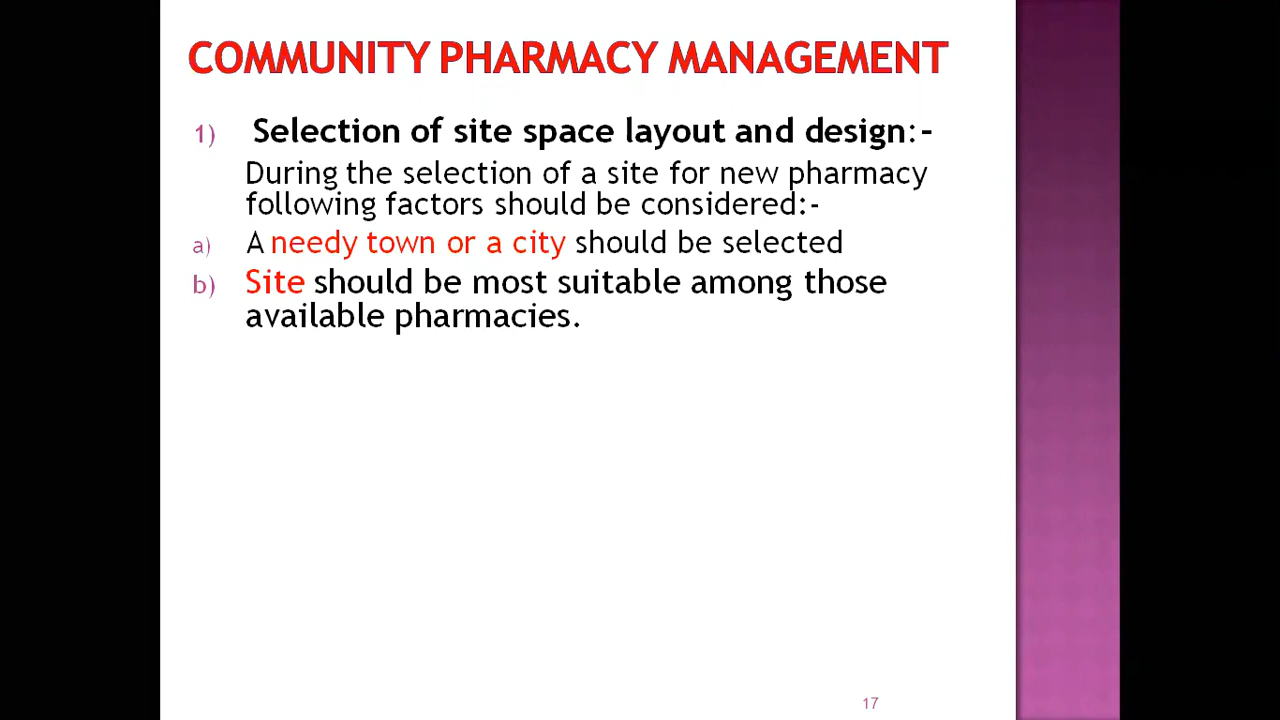 COMMUNITY PHARMACY MANAGEMENT
1) Selection of site space layout and design:-
During the selection of a site for new pharmacy
following factors should be considered:-
a) A needy town or a city should be selected
b) Site should be most suitable among those
available pharmacies.
17